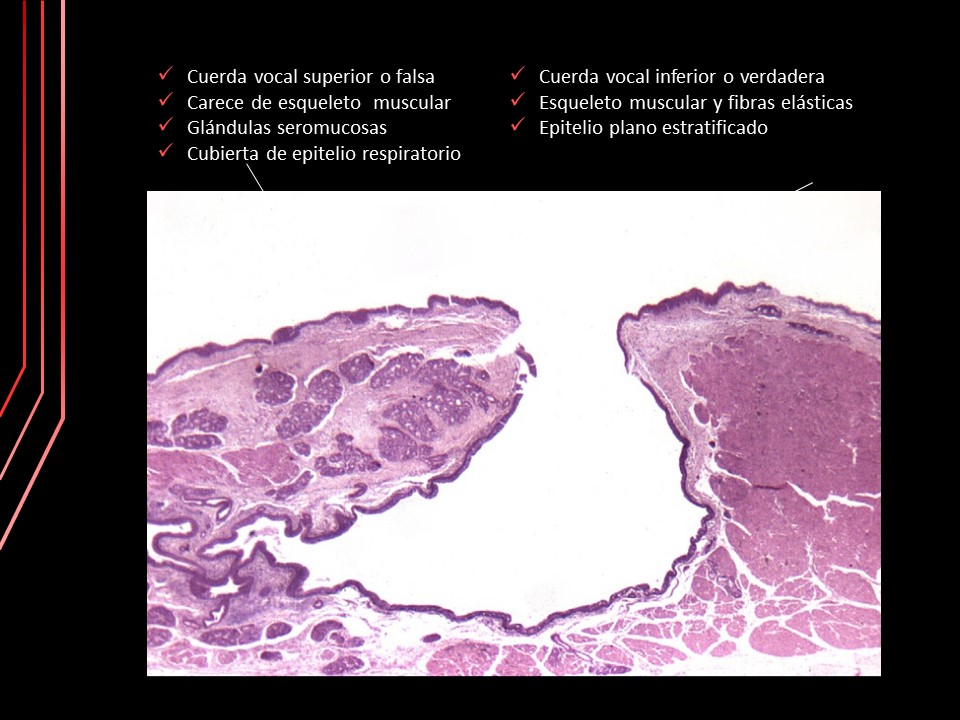 Cuerda vocal superior o falsa
Carece de esqueleto  muscular
Glándulas seromucosas
Cubierta de epitelio respiratorio
Cuerda vocal inferior o verdadera
Esqueleto muscular y fibras elásticas
Epitelio plano estratificado